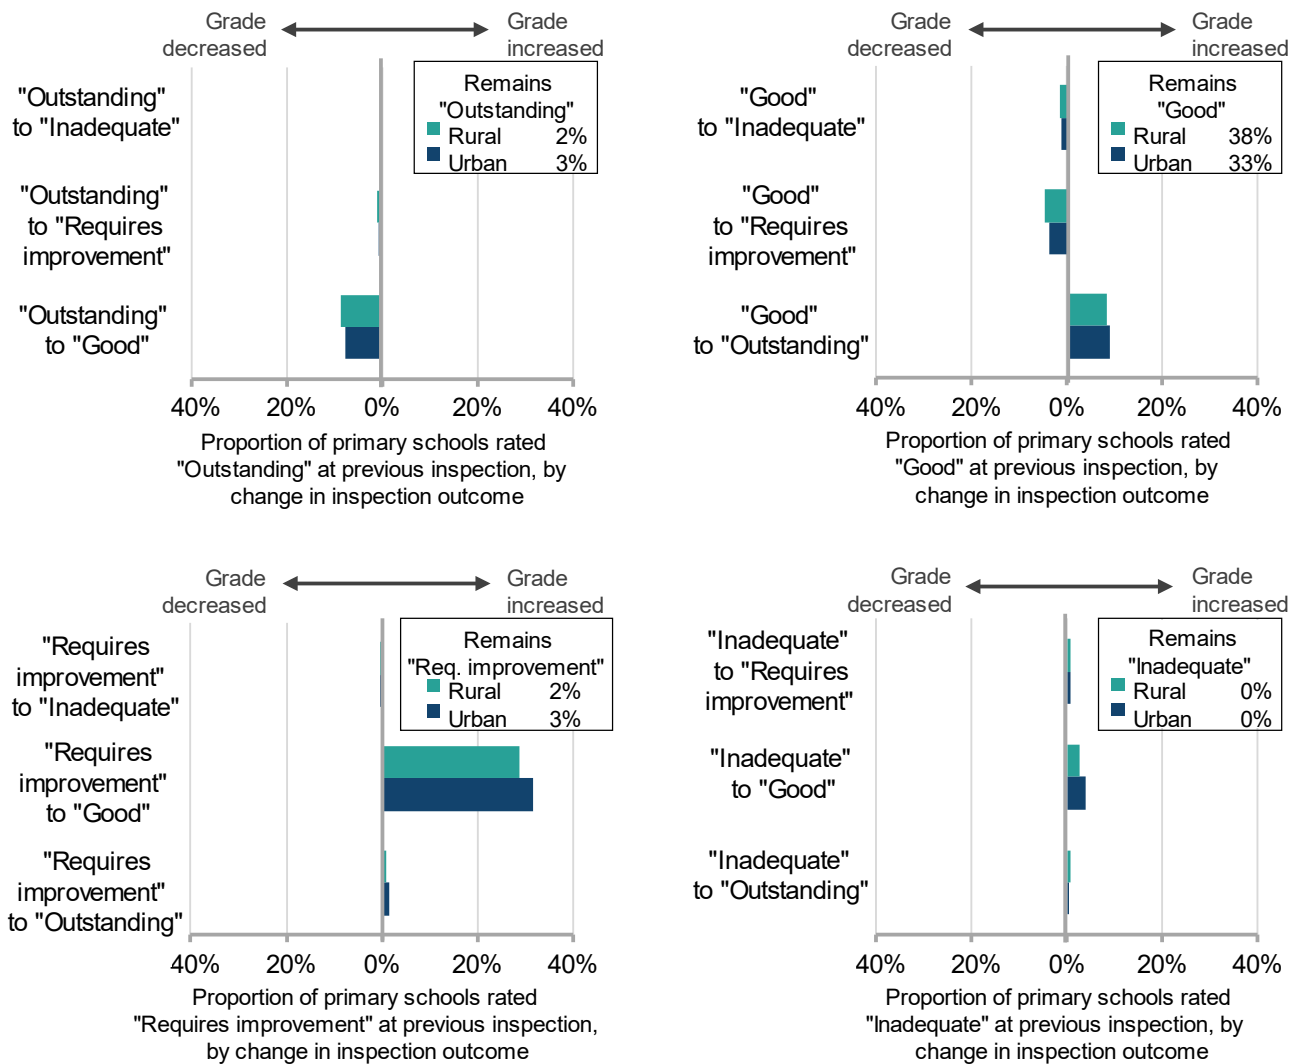 Grade
decreased
Grade
increased
Remains
"Outstanding"
Rural 2%
Urban 3%
"Outstanding"
to "Inadequate"
"Outstanding"
to "Requires
improvement"
"Outstanding"
to "Good"
40% 20% 0% 20% 40%
Proportion of primary schools rated
"Outstanding" at previous inspection, by
change in inspection outcome
Grade
decreased
Grade
increased
Remains
"Good"
Rural 38%
Urban 33%
"Good"
to "Inadequate"
"Good"
to "Requires
improvement"
"Good"
to "Outstanding"
40% 20% 0% 20% 40%
Proportion of primary schools rated
"Good" at previous inspection, by
change in inspection outcome
Grade
decreased
Grade
increased
Remains
"Req. improvement"
Rural 2%
Urban 3%
"Requires
improvement"
to "Inadequate"
"Requires
improvement"
to "Good"
"Requires
improvement"
to "Outstanding"
40% 20% 0% 20% 40%
Proportion of primary schools rated
"Requires improvement" at previous inspection,
by change in inspection outcome
Grade
decreased
Grade
increased
Remains
"Inadequate"
Rural 0%
Urban 0%
"Inadequate"
to "Requires
improvement"
"Inadequate"
to "Good"
"Inadequate"
to "Outstanding"
40% 20% 0% 20% 40%
Proportion of primary schools rated
"Inadequate" at previous inspection, by
change in inspection outcome